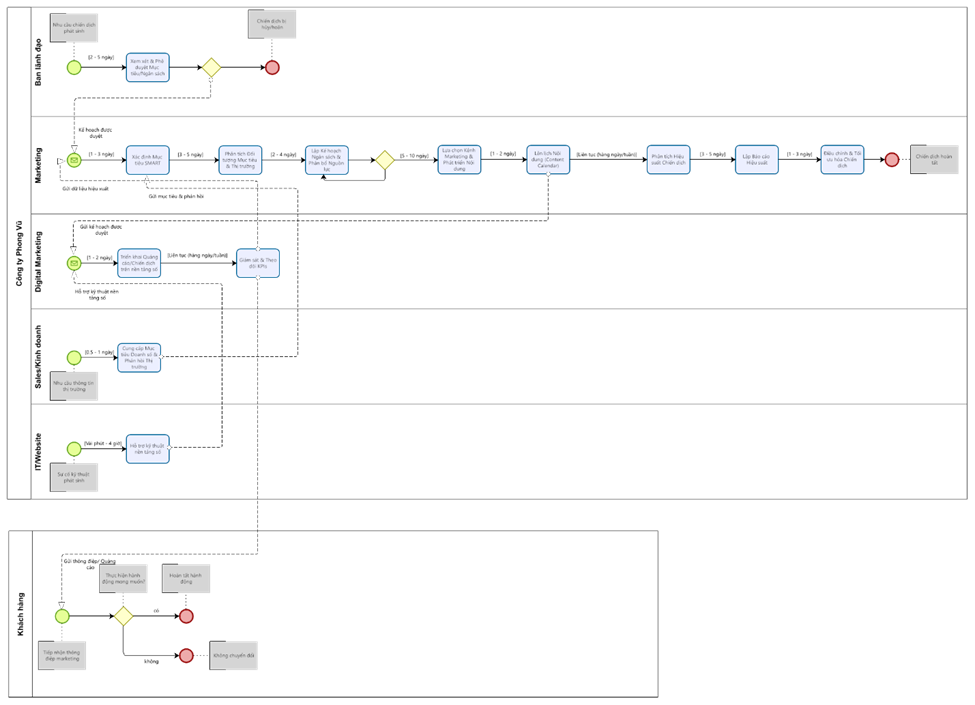 Công ty Phong Vũ
Ban lãnh đạo
Nhu cầu chiến dịch
phát sinh
[2 - 5 ngày]
Xem xét & Phê
duyệt Mục
tiêu/Ngân sách
Chiến dịch bị
hủy/hoãn
Marketing
Kế hoạch được
duyệt
[1 - 3 ngày]
Xác định Mục
tiêu SMART
[3 - 5 ngày]
Phân tích Đối
tượng Mục tiêu
& Thị trường
[2 - 4 ngày]
Lập Kế hoạch
Ngân sách &
Phân bổ Nguồn
lực
[5 - 10 ngày]
Lựa chọn Kênh
Marketing &
Phát triển Nội
dung
[1 - 2 ngày]
Lên lịch Nội
dung (Content
Calendar)
[Liên tục (hàng ngày/tuần)]
Phân tích Hiệu
suất Chiến dịch
[3 - 5 ngày]
Lập Báo cáo
Hiệu suất
[1 - 3 ngày]
Điều chỉnh & Tối
ưu hóa Chiến
dịch
Chiến dịch hoàn
tất
Gửi dữ liệu hiệu suất
Gửi mục tiêu & phản hồi
Digital Marketing
Gửi kế hoạch được
duyệt
[1 - 2 ngày]
Triển khai Quảng
cáo/Chiến dịch
trên nền tảng số
[Liên tục (hàng ngày/tuần)]
Giám sát & Theo
dõi KPIs
Hỗ trợ kỹ thuật nền
tảng số
Sales/Kinh doanh
[0.5 - 1 ngày]
Cung cấp Mục
tiêu Doanh số &
Phản hồi Thị
trường
Nhu cầu thông tin
thị trường
IT/Website
[Vài phút - 4 giờ]
Hỗ trợ kỹ thuật
nền tảng số
Sự cố kỹ thuật
phát sinh
Khách hàng
Gửi thông điệp/ Quảng
cáo
Thực hiện hành
động mong muốn?
Hoàn tất hành
động
có
không
Tiếp nhận thông
điệp marketing
Không chuyển đổi